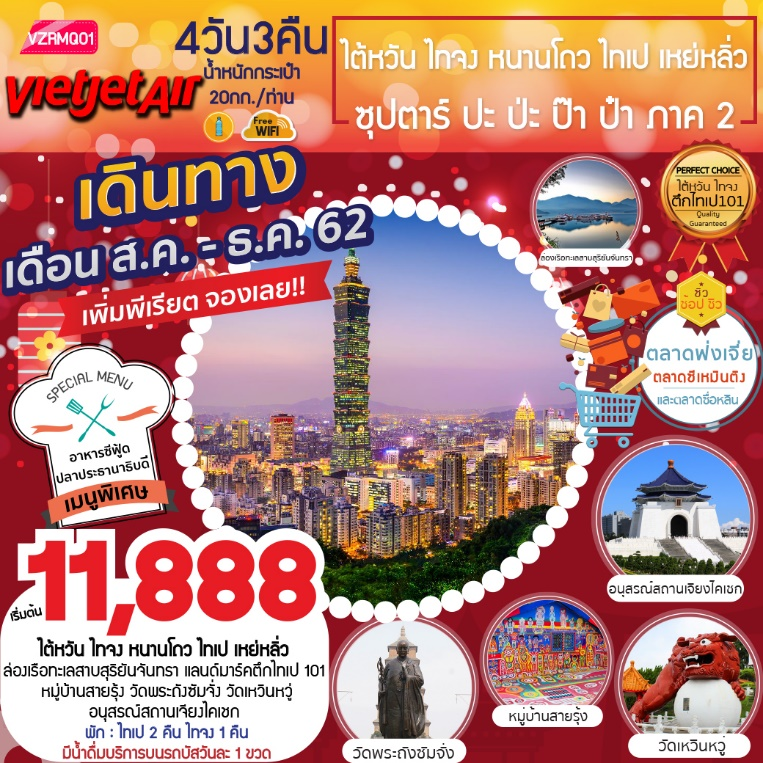 VZRMQ01
vietjetAir
4วัน3คืน
น้ำหนักกระเป๋า
20กก./ท่าน
Free
WIFI
ไต้หวัน ไทจง หนานโถว ไทเป เหย่หลิ่ว
ซุปตาร์ ปะ ป่ะ ป๊า ป๋า ภาค 2
เดินทาง
เดือน ส.ค. - ธ.ค. 62
เพิ่มพีเรียต จองเลย!!
PERFECT CHOICE
ไต้หวัน ไทจง
ตึกไทเป101
Quality
Guaranteed
ล่องเรือทะเลสาบสุริยันจันทรา
ชิว
ช้อป ชิว
ตลาดฟงเจี่ย
ตลาดซีเหมินติง
และตลาดซื่อหลิน
SPECIAL MENU
อาหารซีฟู้ด
ปลาประธานาธิบดี
เมนูพิเศษ
อนุสรณ์สถานเจียงไคเชก
เริ่มต้น 11,888
ไต้หวัน ไทจง หนานโถว ไทเป เหย่หลิ่ว
ล่องเรือทะเลสาบสุริยันจันทรา แลนด์มาร์คตึกไทเป 101
หมู่บ้านสายรุ้ง วัดพระถังซัมจั๋ง วัดเหวินหวู่
อนุสรณ์สถานเจียงไคเชก
พัก : ไทเป 2 คืน ไทจง 1 คืน
มีน้ำดื่มบริการบนรถบัสวันละ 1 ขวด
วัดพระถังซัมจั๋ง
หมู่บ้านสายรุ้ง
วัดเหวินหวู่